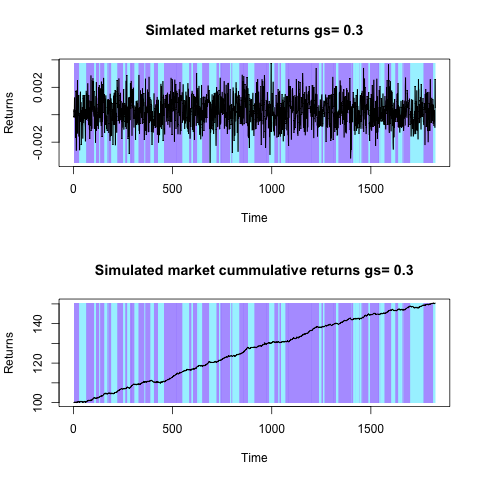 Simlated market returns gs= 0.3
Returns
0.002
-0.002
0 500 1000 1500
Time
Simulated market cummulative returns gs= 0.3
Returns
140
120
100
0 500 1000 1500
Time